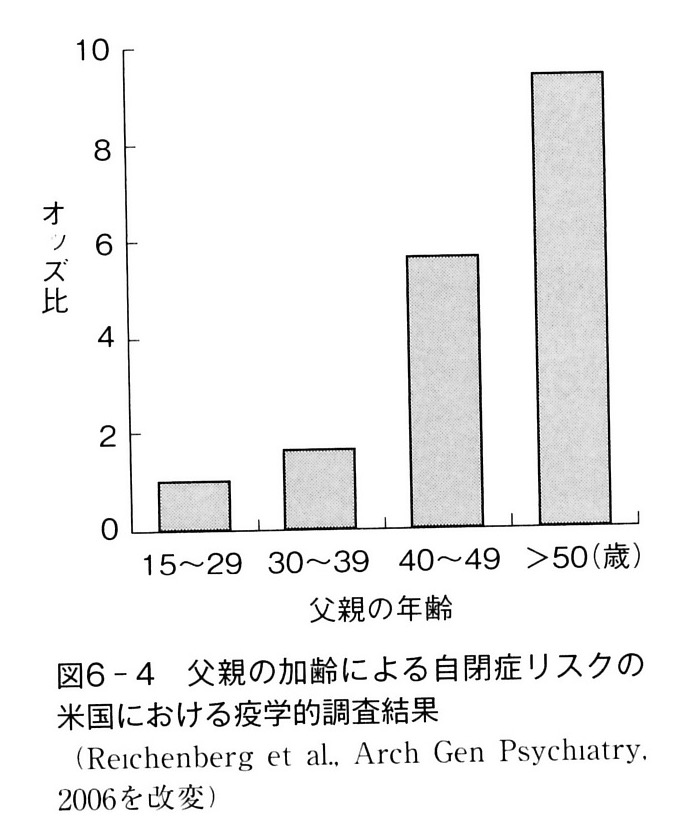 10
8
6
4
2
0
オッズ比
15〜29 30〜39 40〜49 >50(歳)
父親の年齢
図6-4 父親の加齢による自閉症リスクの
米国における疫学的調査結果
(Reichenberg et al., Arch Gen Psychiatry,
2006を改変)